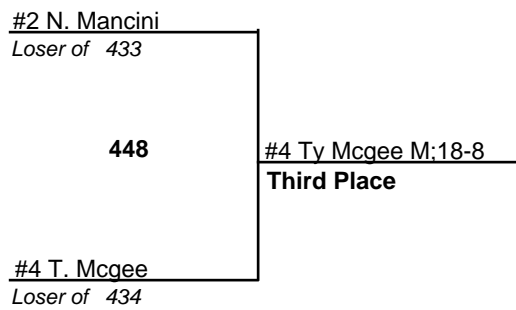 #2 N. Mancini
Loser of 433
448
#4 Ty Mcgee M;18-8
Third Place
#4 T. Mcgee
Loser of 434